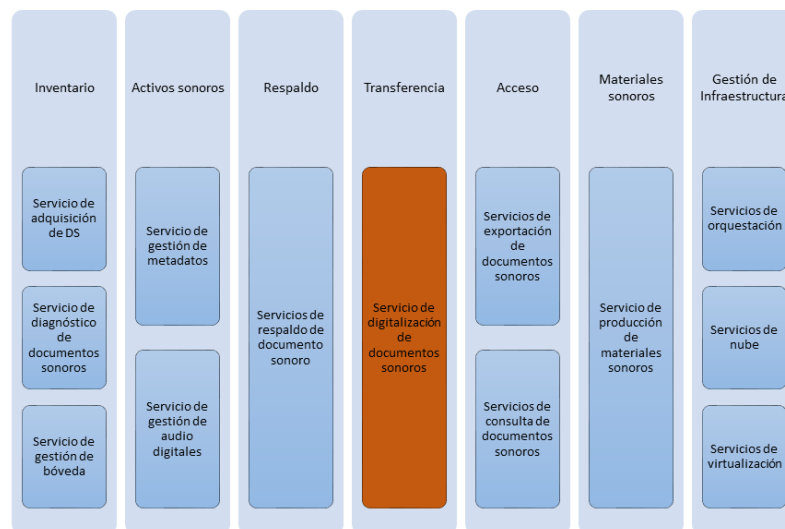 Inventario
Servicio de
adquisición
de DS
Servicio de
diagnóstico
de
documentos
sonoros
Servicio de
gestión de
bóveda
Activos sonoros
Servicio de
gestión de
metadatos
Servicio de
gestión de
audio
digitales
Respaldo
Servicios de
respaldo de
documento
sonoro
Transferencia
Servicio de
digitalización
de
documentos
sonoros
Acceso
Servicios de
exportación
de
documentos
sonoros
Servicios de
consulta de
documentos
sonoros
Materiales
sonoros
Servicio de
producción
de
materiales
sonoros
Gestión de
Infraestructura
Servicios de
orquestación
Servicios de
nube
Servicios de
virtualización